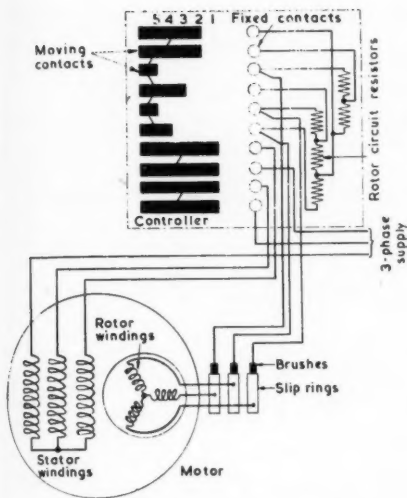 5 4 3 2 1
Fixed contacts
Moving
contacts
Rotor circuit resistors
Controller
3-phase
supply
Rotor
windings
Brushes
Slip rings
Stator
windings
Motor